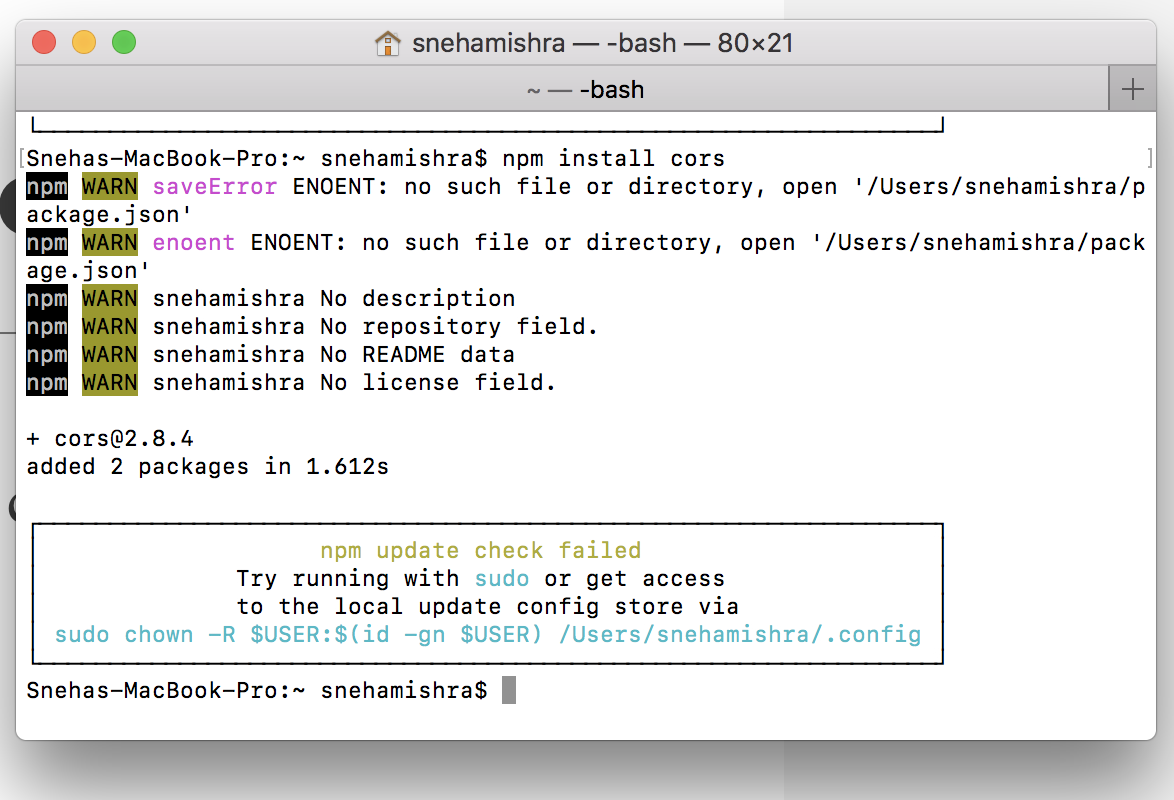 snehamishra — -bash — 80×21
~ — -bash
[Snehas-MacBook-Pro:~ snehamishra$ npm install cors ]
npm WARN saveError ENOENT: no such file or directory, open '/Users/snehamishra/p
ackage.json'
npm WARN enoent ENOENT: no such file or directory, open '/Users/snehamishra/pack
age.json'
npm WARN snehamishra No description
npm WARN snehamishra No repository field.
npm WARN snehamishra No README data
npm WARN snehamishra No license field.
+ cors@2.8.4
added 2 packages in 1.612s
npm update check failed
Try running with sudo or get access
to the local update config store via
sudo chown -R $USER:$(id -gn $USER) /Users/snehamishra/.config
Snehas-MacBook-Pro:~ snehamishra$